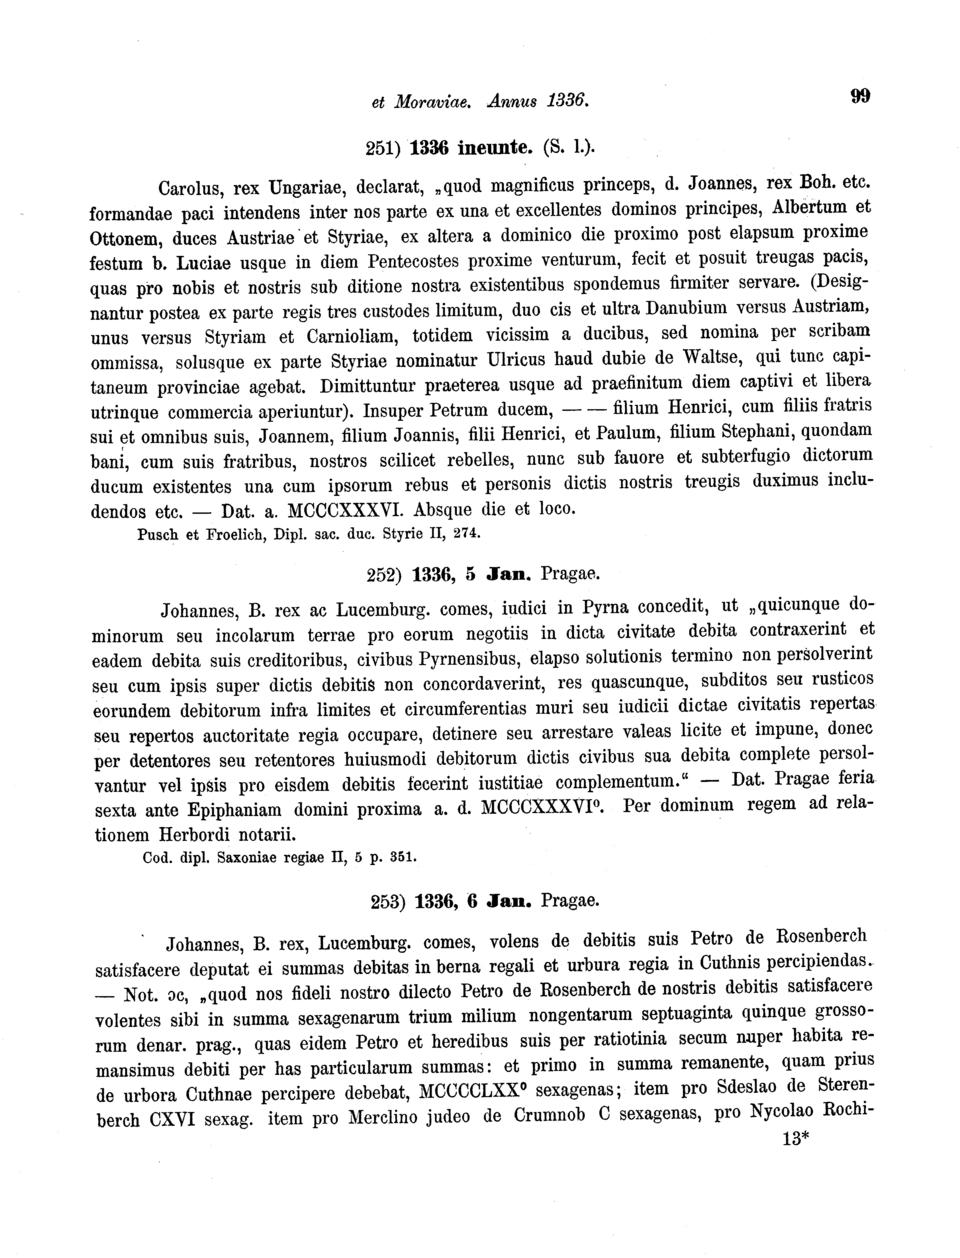 et Moraviae. Annus 1336.
99
251) 1336 ineunte. (S. l.).
Carolus, rex Ungariae, declarat, „quod magnificus princeps, d. Joannes, rex Boh. etc.
formandae paci intendens inter nos parte ex una et excellentes dominos principes, Albertum et
Ottonem, duces Austriae et Styriae, ex altera a dominico die proximo post elapsum proxime
festum b. Luciae usque in diem Pentecostes proxime venturum, fecit et posuit treugas pacis,
quas pro nobis et nostris sub ditione nostra existentibus spondemus firmiter servare. (Desig-
nantur postea ex parte regis tres custodes limitum, duo cis et ultra Danubium versus Austriam,
unus versus Styriam et Carnioliam, totidem vicissim a ducibus, sed nomina per scribam
ommissa, solusque ex parte Styriae nominatur Ulricus haud dubie de Waltse, qui tunc capi-
taneum provinciae agebat. Dimittuntur praeterea usque ad praefinitum diem captivi et libera
utrinque commercia aperiuntur). Insuper Petrum ducem, — — filium Henrici, cum filiis fratris
sui et omnibus suis, Joannem, filium Joannis, filii Henrici, et Paulum, filium Stephani, quondam
bani, cum suis fratribus, nostros scilicet rebelles, nunc sub fauore et subterfugio dictorum
ducum existentes una cum ipsorum rebus et personis dictis nostris treugis duximus inclu-
dendos etc. — Dat. a. MCCCXXXVI. Absque die et loco.
Pusch et Froelich, Dipl. sac. duc. Styrie II, 274.
252) 1336, 5 Jan. Pragae.
Johannes, B. rex ac Lucemburg. comes, iudici in Pyrna concedit, ut „quicunque do-
minorum seu incolarum terrae pro eorum negotiis in dicta civitate debita contraxerint et
eadem debita suis creditoribus, civibus Pyrnensibus, elapso solutionis termino non persolverint
seu cum ipsis super dictis debitis non concordaverint, res quascunque, subditos seu rusticos
eorundem debitorum infra limites et circumferentias muri seu iudicii dictae civitatis repertas
seu repertos auctoritate regia occupare, detinere seu arrestare valeas licite et impune, donec
per detentores seu retentores huiusmodi debitorum dictis civibus sua debita complete persol-
vantur vel ipsis pro eisdem debitis fecerint iustitiae complementum.“ — Dat. Pragae feria
sexta ante Epiphaniam domini proxima a. d. MCCCXXXVIº. Per dominum regem ad rela-
tionem Herbordi notarii.
Cod. dipl. Saxoniae regiae II, 5 p. 351.
253) 1336, 6 Jan. Pragae.
Johannes, B. rex, Lucemburg. comes, volens de debitis suis Petro de Rosenberch
satisfacere deputat ei summas debitas in berna regali et urbura regia in Cuthnis percipiendas.
— Not. ɔc, „quod nos fideli nostro dilecto Petro de Rosenberch de nostris debitis satisfacere
volentes sibi in summa sexagenarum trium milium nongentarum septuaginta quinque grosso-
rum denar. prag., quas eidem Petro et heredibus suis per ratiotinia secum nuper habita re-
mansimus debiti per has particularum summas: et primo in summa remanente, quam prius
de urbora Cuthnae percipere debebat, MCCCCLXXº sexagenas; item pro Sdeslao de Steren-
berch CXVI sexag. item pro Merclino judeo de Crumnob C sexagenas, pro Nycolao Rochi-
13*